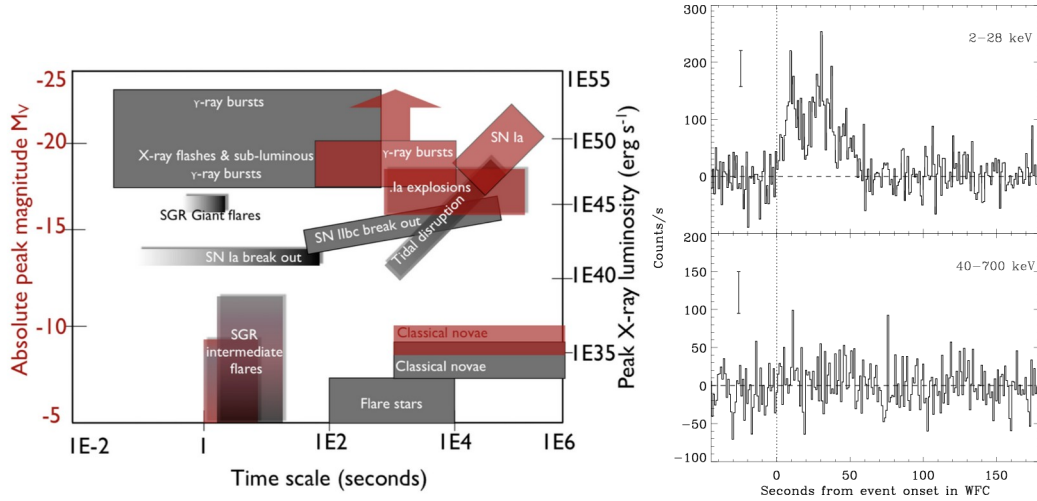 Absolute peak magnitude Mv
-25
-20
-15
-10
-5
γ-ray bursts
X-ray flashes & sub-luminous
γ-ray bursts
SGR Giant flares
SN Ia break out
SGR
intermediate
flares
γ-ray bursts
SN Ia
.Ia explosions
SN IIbc break out
Tidal disruption
Classical novae
Classical novae
Flare stars
1E55
1E50
1E45
1E40
1E35
Peak X-ray luminosity (erg s⁻¹)
1E-2
1
1E2
1E4
1E6
Time scale (seconds)
300
200
100
0
2−28 keV
Counts/s
200
150
100
50
0
−50
−100
40−700 keV
0
50
100
150
Seconds from event onset in WFC